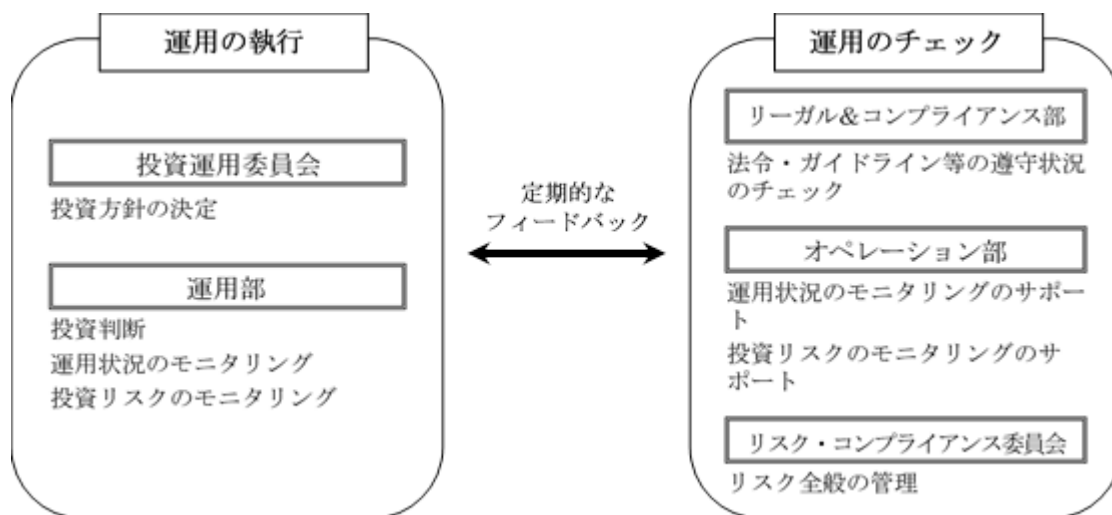 運用の執行
投資運用委員会
投資方針の決定
運用部
投資判断
運用状況のモニタリング
投資リスクのモニタリング
定期的な
フィードバック
運用のチェック
リーガル&コンプライアンス部
法令・ガイドライン等の遵守状況
のチェック
オペレーション部
運用状況のモニタリングのサポー
ト
投資リスクのモニタリングのサ
ポート
リスク・コンプライアンス委員会
リスク全般の管理